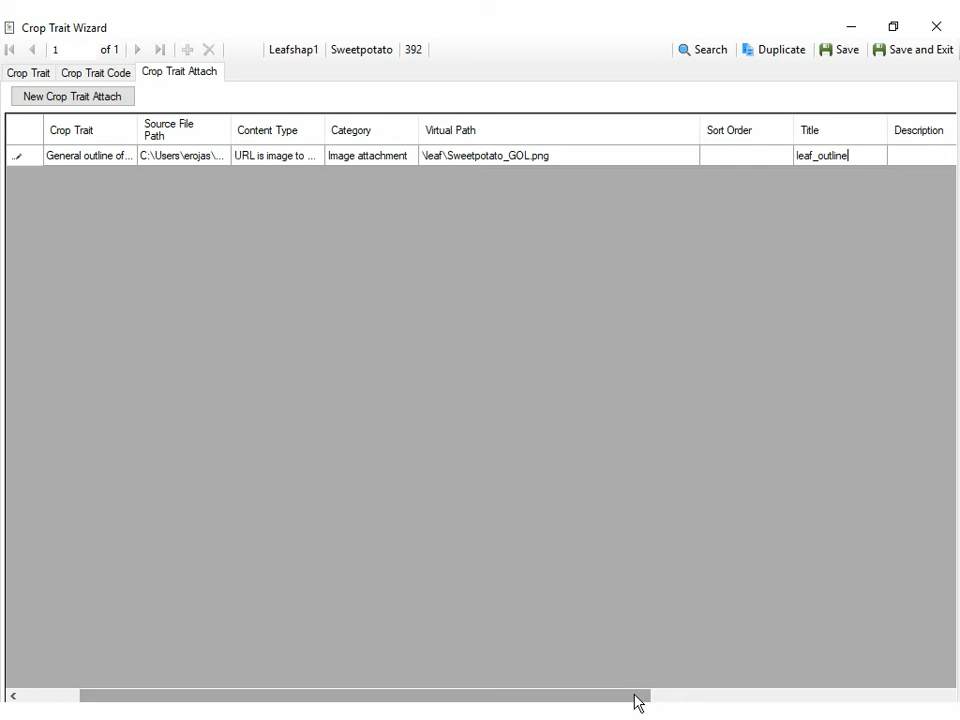 Crop Trait Wizard
1 of 1 Leafshap1 Sweetpotato 392 Search Duplicate Save Save and Exit
Crop Trait Crop Trait Code Crop Trait Attach
New Crop Trait Attach
Crop Trait Source File Path Content Type Category Virtual Path Sort Order Title Description
General outline of... C:\Users\erojas\... URL is image to ... Image attachment \leaf\Sweetpotato_GOL.png leaf_outline